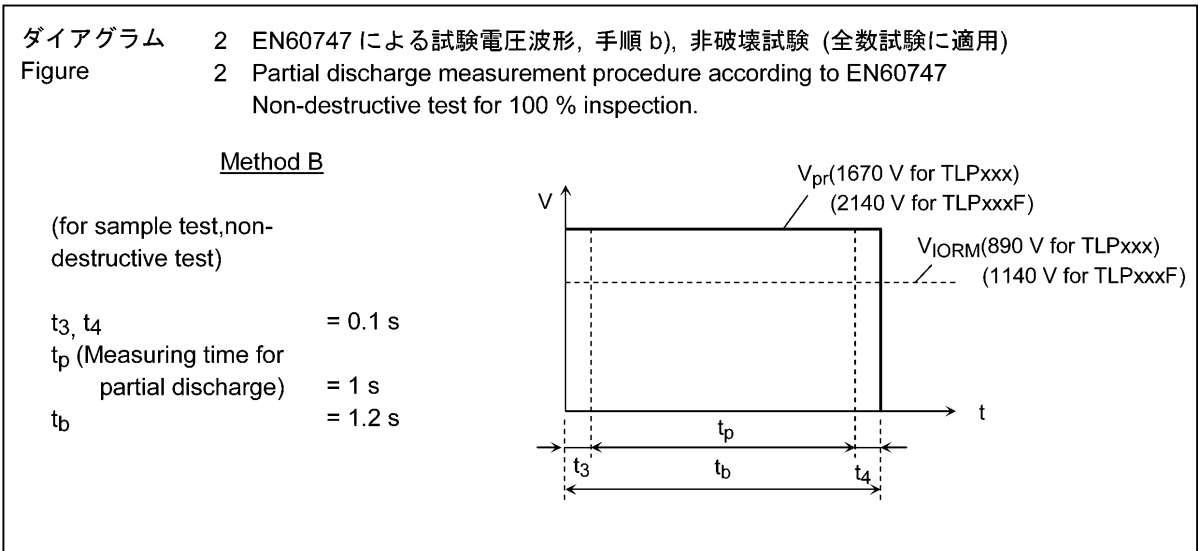 ダイアグラム 2 EN60747 による試験電圧波形, 手順 b), 非破壊試験 (全数試験に適用)
Figure 2 Partial discharge measurement procedure according to EN60747
Non-destructive test for 100 % inspection.
Method B
(for sample test,non-
destructive test)
t3, t4 = 0.1 s
tp (Measuring time for
partial discharge) = 1 s
tb = 1.2 s
Vpr(1670 V for TLPxxx)
(2140 V for TLPxxxF)
V
VIORM(890 V for TLPxxx)
(1140 V for TLPxxxF)
t
tp
t3 tb t4